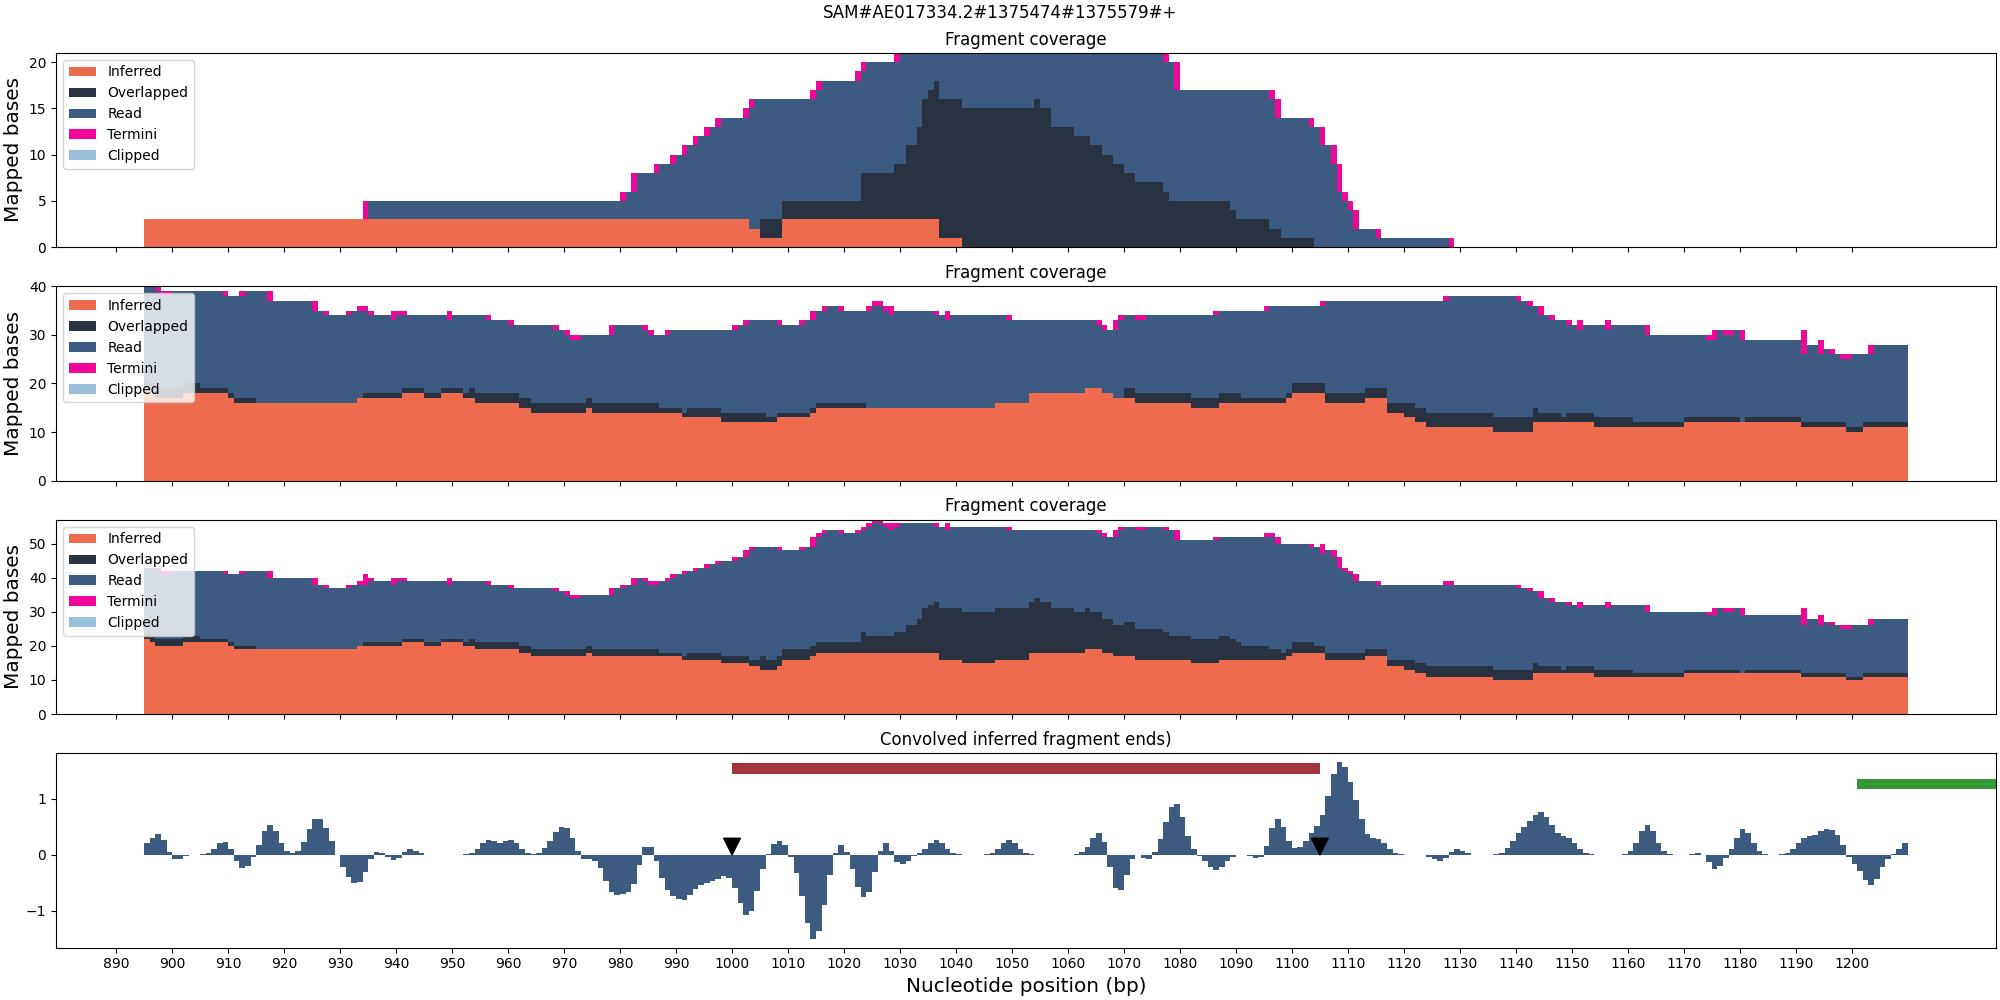 SAM#AE017334.2#1375474#1375579#+
Fragment coverage
Mapped bases
20
15
10
5
0
Inferred
Overlapped
Read
Termini
Clipped
Fragment coverage
Mapped bases
40
30
20
10
0
Inferred
Overlapped
Read
Termini
Clipped
Fragment coverage
Mapped bases
50
40
30
20
10
0
Inferred
Overlapped
Read
Termini
Clipped
Convolved inferred fragment ends)
1
0
−1
890 900 910 920 930 940 950 960 970 980 990 1000 1010 1020 1030 1040 1050 1060 1070 1080 1090 1100 1110 1120 1130 1140 1150 1160 1170 1180 1190 1200
Nucleotide position (bp)